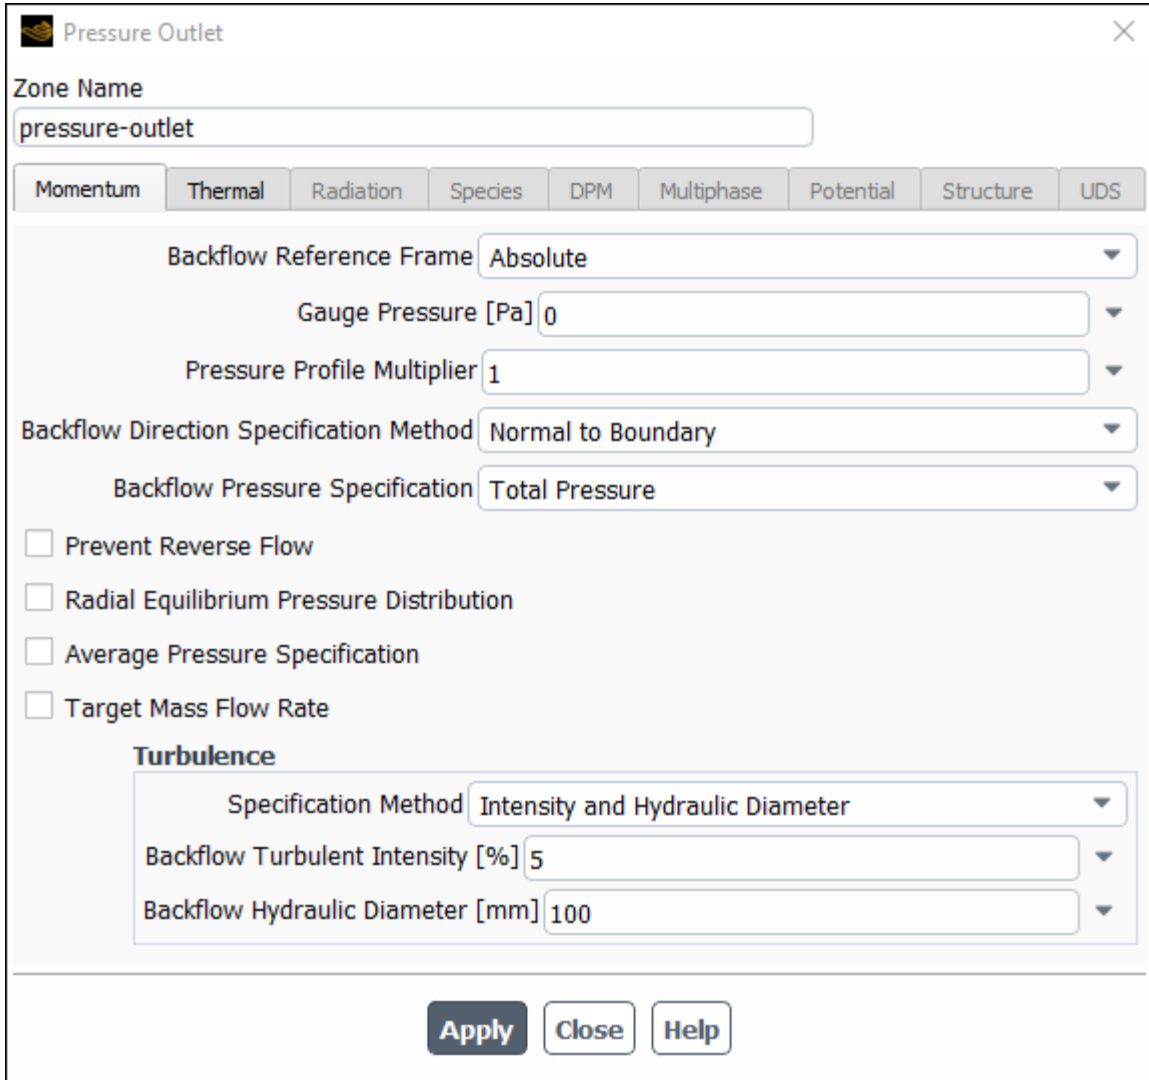 Pressure Outlet
Zone Name
pressure-outlet
Momentum Thermal Radiation Species DPM Multiphase Potential Structure UDS
Backflow Reference Frame Absolute
Gauge Pressure [Pa] 0
Pressure Profile Multiplier 1
Backflow Direction Specification Method Normal to Boundary
Backflow Pressure Specification Total Pressure
Prevent Reverse Flow
Radial Equilibrium Pressure Distribution
Average Pressure Specification
Target Mass Flow Rate
Turbulence
Specification Method Intensity and Hydraulic Diameter
Backflow Turbulent Intensity [%] 5
Backflow Hydraulic Diameter [mm] 100
Apply Close Help